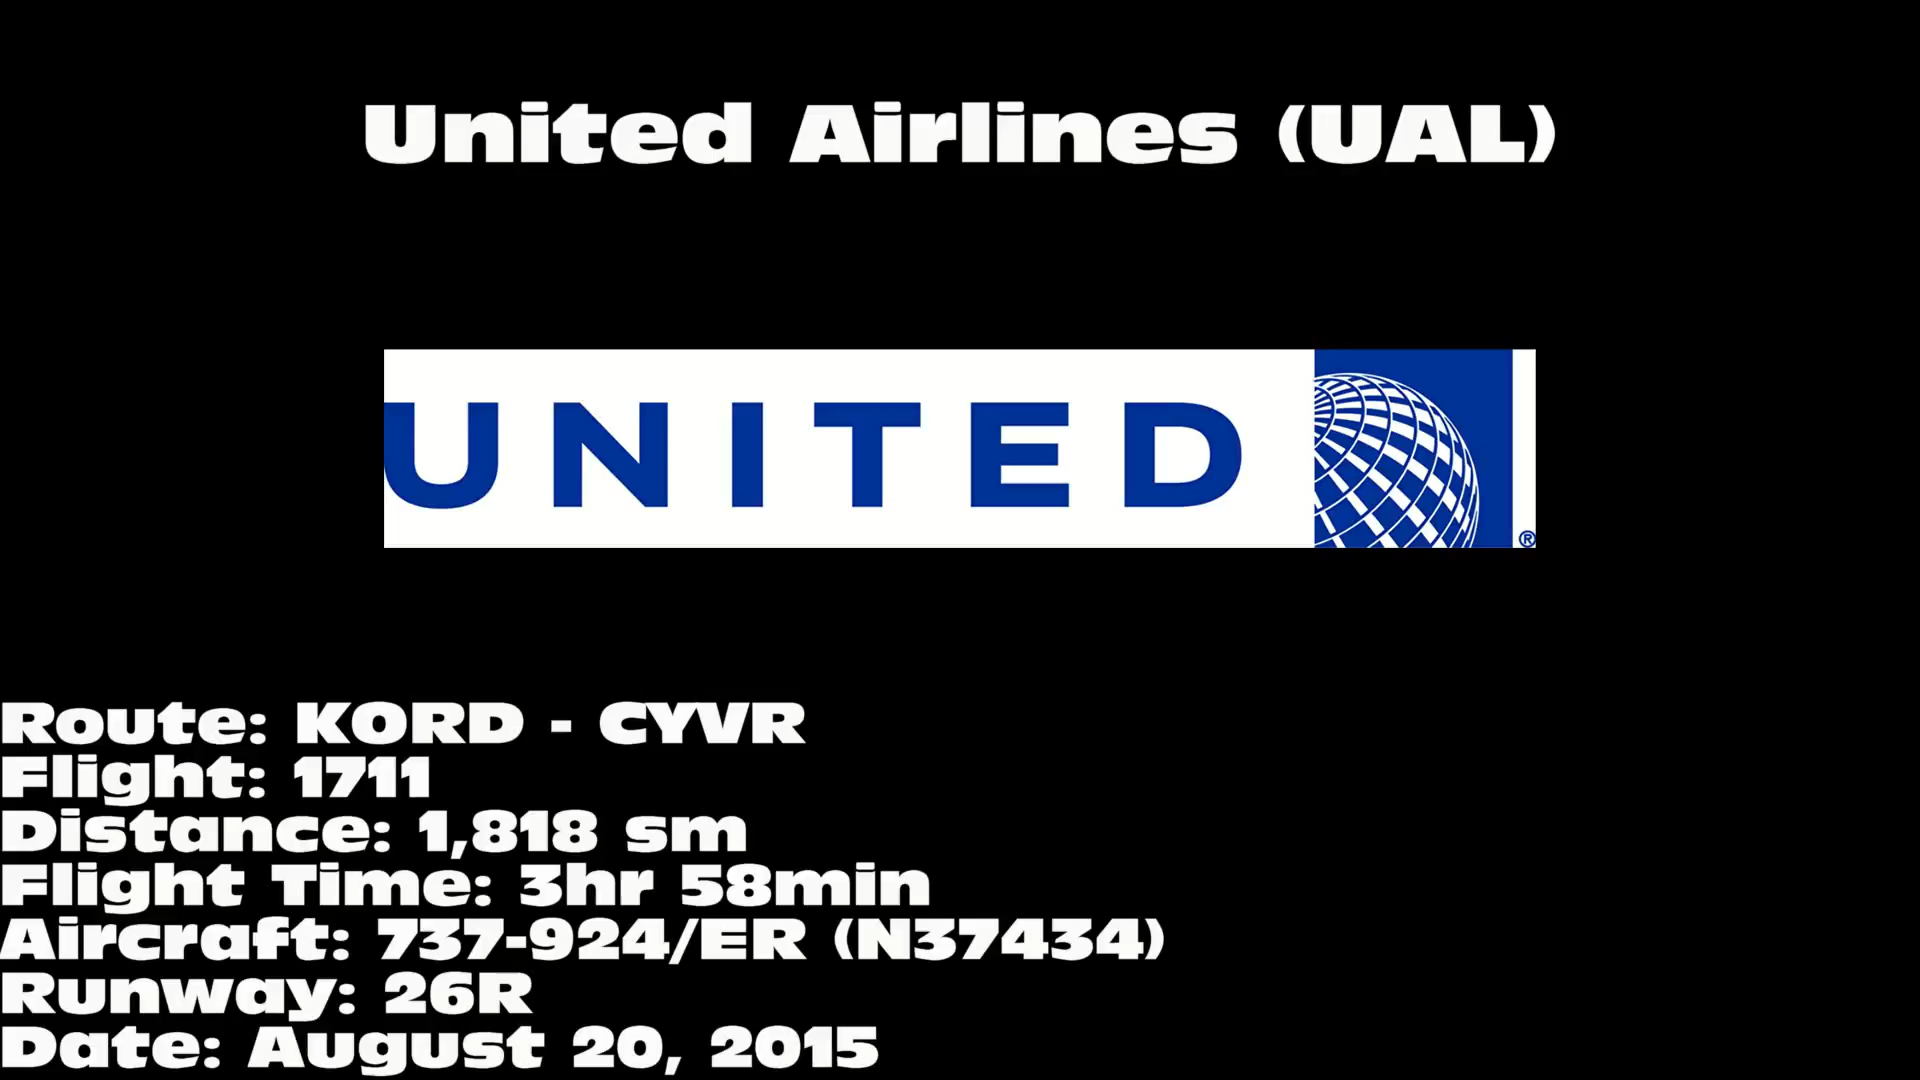 United Airlines (UAL)
UNITED
®
Route: KORD - CYVR
Flight: 1711
Distance: 1,818 sm
Flight Time: 3hr 58min
Aircraft: 737-924/ER (N37434)
Runway: 26R
Date: August 20, 2015